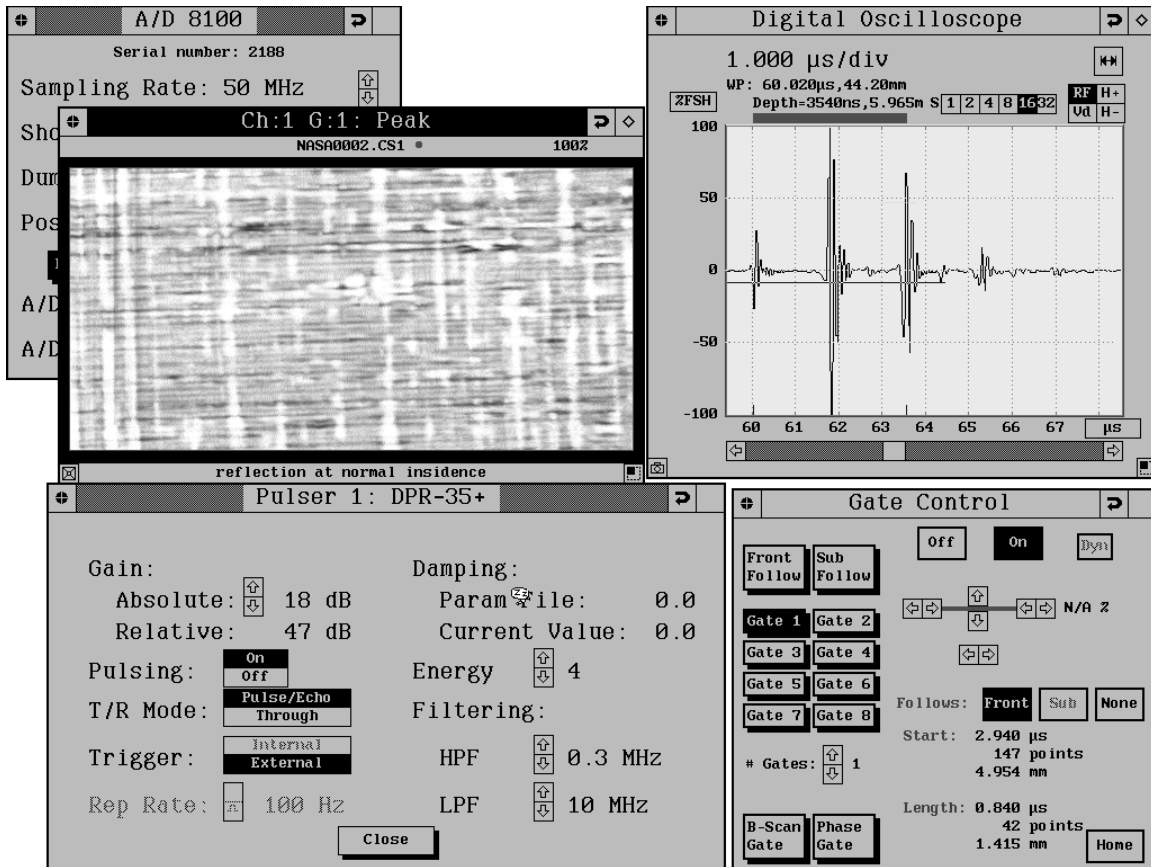 A/D 8100
Serial number: 2188
Sampling Rate: 50 MHz
Sho
Dum
Pos
A/D
A/D
Ch:1 G:1: Peak
NASA0002.CS1 100%
reflection at normal insidence
Digital Oscilloscope
1.000 µs/div
WP: 60.020µs,44.20mm
%FSH
Depth=3540ns,5.965m S 1 2 4 8 16 32
RF H+
Vd H-
100
50
0
-50
-100
60 61 62 63 64 65 66 67 µs
Pulser 1: DPR-35+
Gain:
Absolute: 18 dB
Relative: 47 dB
Pulsing: On
Off
T/R Mode: Pulse/Echo
Through
Trigger: Internal
External
Rep Rate: 100 Hz
Damping:
Param File: 0.0
Current Value: 0.0
Energy 4
Filtering:
HPF 0.3 MHz
LPF 10 MHz
Close
Gate Control
Off On Dyn
Front Follow
Sub Follow
N/A %
Gate 1 Gate 2
Gate 3 Gate 4
Gate 5 Gate 6
Gate 7 Gate 8
# Gates: 1
Follows: Front Sub None
Start: 2.940 µs
147 points
4.954 mm
Length: 0.840 µs
42 points
1.415 mm
B-Scan Gate
Phase Gate
Home